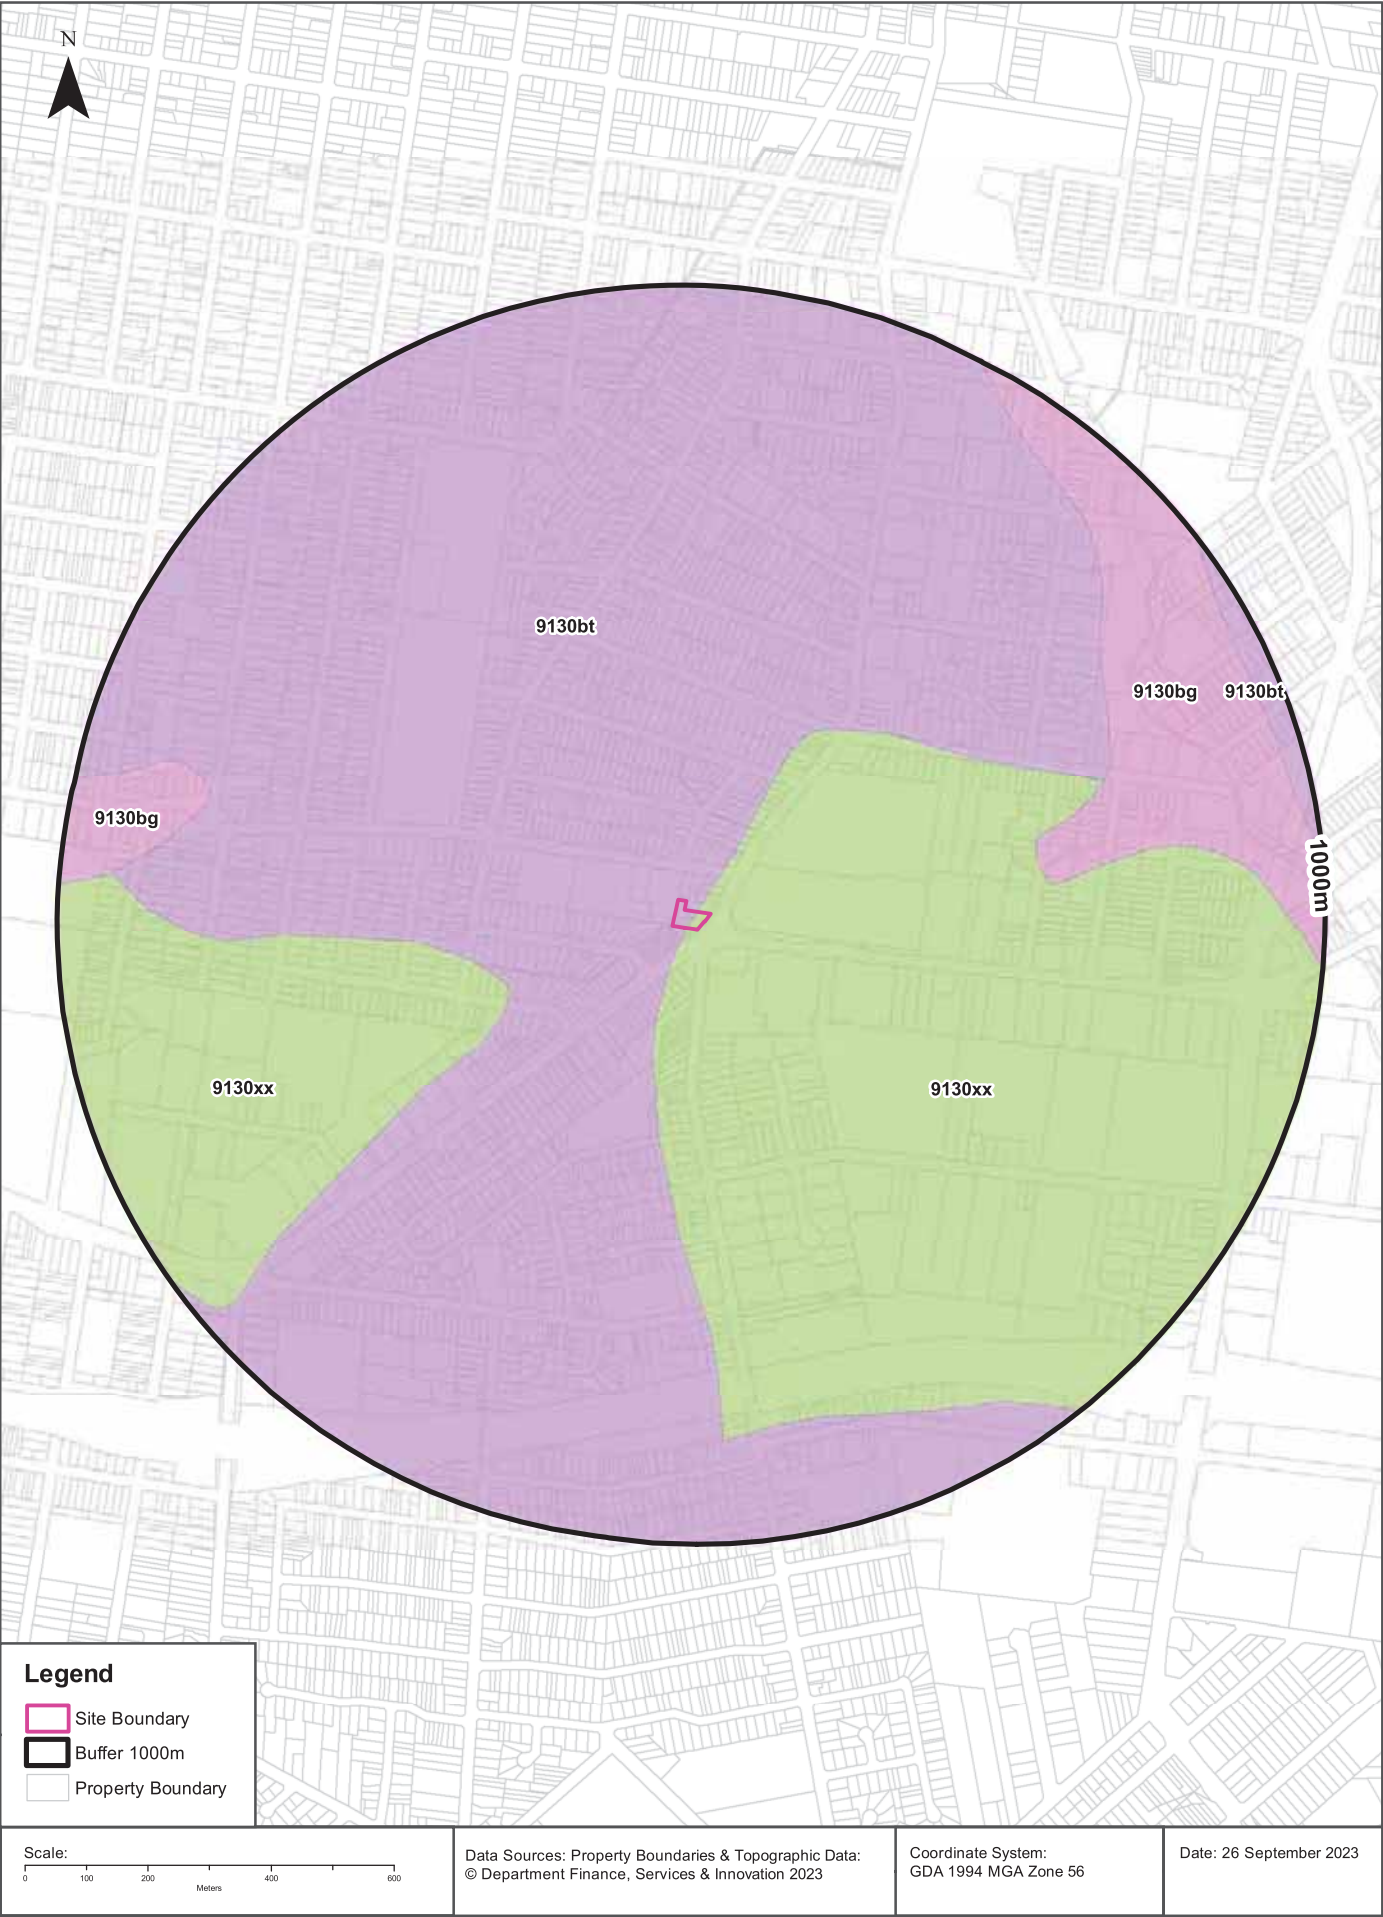 N
9130bt
9130bg
9130bt
9130bg
1000m
9130xx
9130xx
Legend
Site Boundary
Buffer 1000m
Property Boundary
Scale:
0 100 200 400 600
Meters
Data Sources: Property Boundaries & Topographic Data:
© Department Finance, Services & Innovation 2023
Coordinate System:
GDA 1994 MGA Zone 56
Date: 26 September 2023